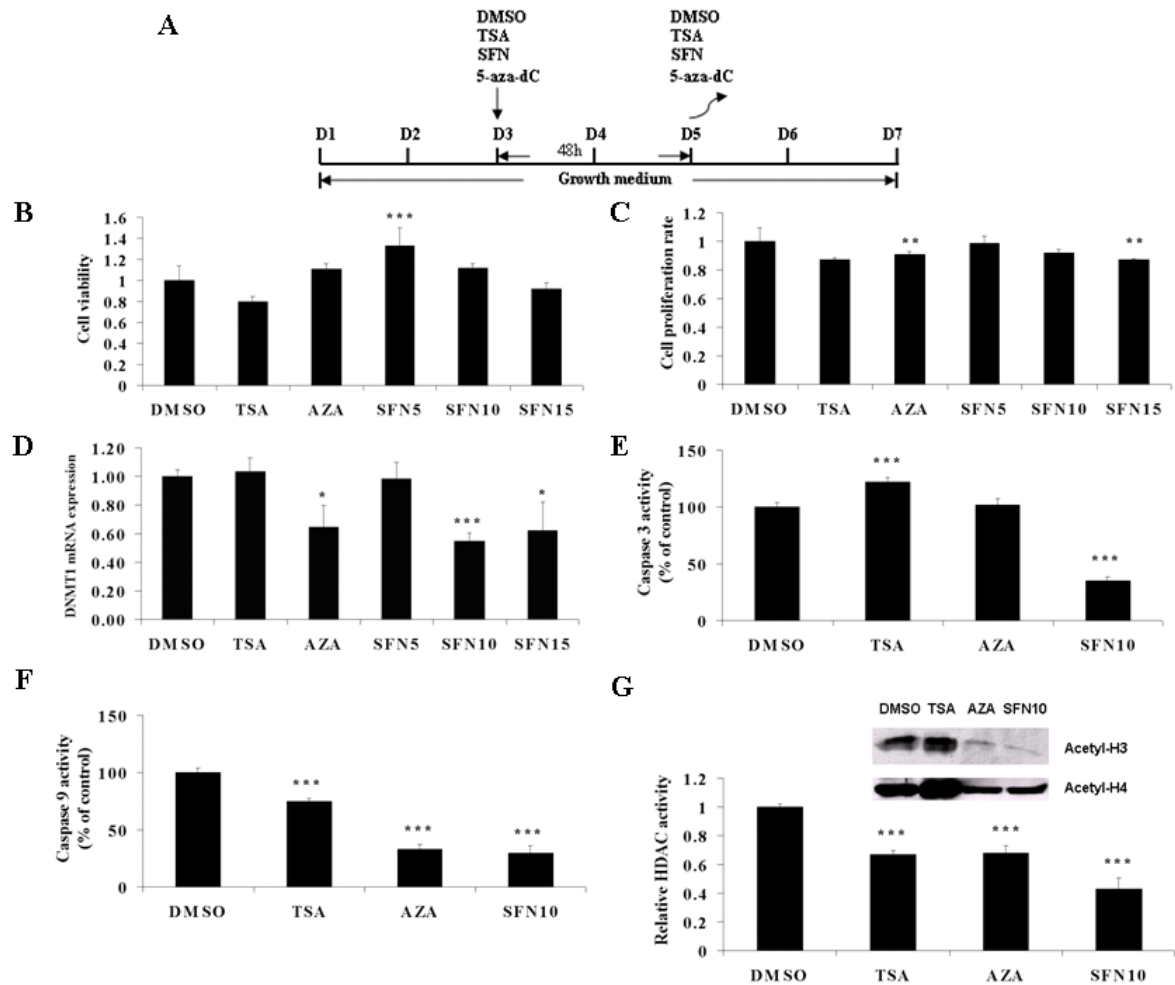 A
DMSO
TSA
SFN
5-aza-dC
DMSO
TSA
SFN
5-aza-dC
D1 D2 D3 D4 D5 D6 D7
48h
Growth medium
B
Cell viability
1.6
1.4
1.2
1
0.8
0.6
0.4
0.2
0
***
DMSO TSA AZA SFN5 SFN10 SFN15
C
Cell proliferation rate
1.2
1
0.8
0.6
0.4
0.2
0
** **
DMSO TSA AZA SFN5 SFN10 SFN15
D
DNMT1 mRNA expression
1.20
1.00
0.80
0.60
0.40
0.20
0.00
* *** *
DMSO TSA AZA SFN5 SFN10 SFN15
E
Caspase 3 activity
(% of control)
150
100
50
0
*** ***
DMSO TSA AZA SFN10
F
Caspase 9 activity
(% of control)
150
100
50
0
*** *** ***
DMSO TSA AZA SFN10
G
DMSO TSA AZA SFN10
Acetyl-H3
Acetyl-H4
Relative HDAC activity
1.2
1
0.8
0.6
0.4
0.2
0
*** *** ***
DMSO TSA AZA SFN10